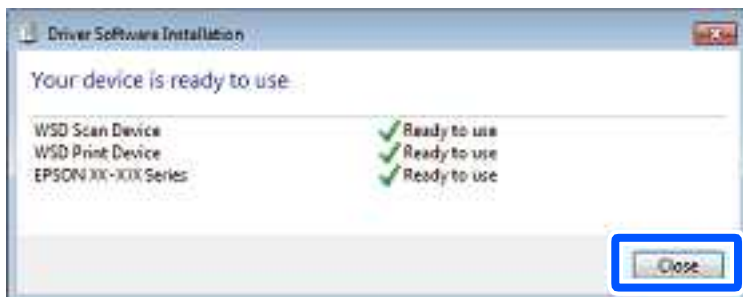 Driver Software Installation
Your device is ready to use
WSD Scan Device Ready to use
WSD Print Device Ready to use
EPSON XX-XXX Series Ready to use
Close